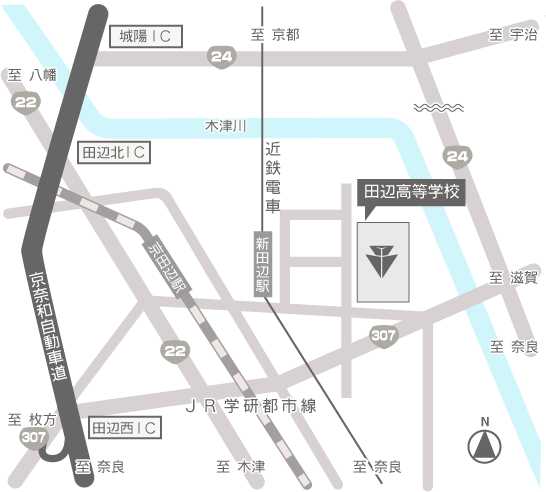 城陽IC
至 京都
至 宇治
24
至 八幡
22
木津川
田辺北IC
近鉄電車
24
田辺高等学校
新田辺駅
京田辺駅
至 滋賀
京奈和自動車道
307
22
至 奈良
JR学研都市線
至 枚方
田辺西IC
307
至 奈良
至 木津
至 奈良
N